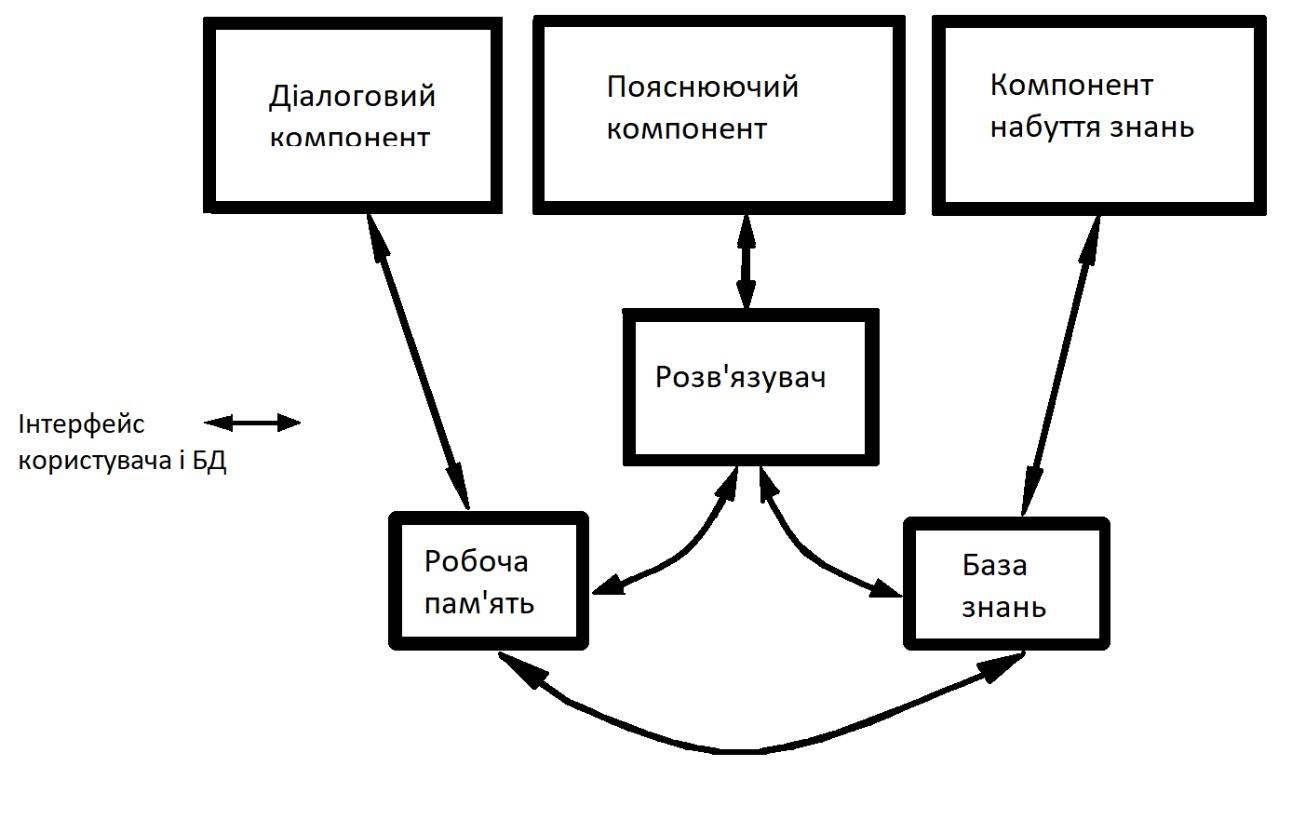 Діалоговий
компонент
Пояснюючий
компонент
Компонент
набуття знань
Розв'язувач
Інтерфейс
користувача і БД
Робоча
пам'ять
База
знань